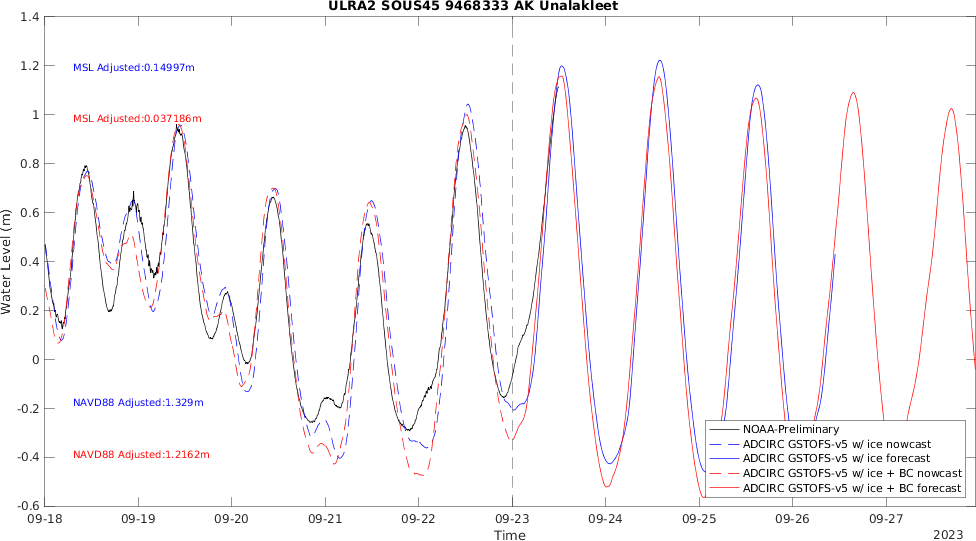 ULRA2 SOUS45 9468333 AK Unalakleet
1.4
1.2
1
0.8
0.6
0.4
0.2
0
-0.2
-0.4
-0.6
Water Level (m)
MSL Adjusted:0.14997m
MSL Adjusted:0.037186m
NAVD88 Adjusted:1.329m
NAVD88 Adjusted:1.2162m
NOAA-Preliminary
ADCIRC GSTOFS-v5 w/ ice nowcast
ADCIRC GSTOFS-v5 w/ ice forecast
ADCIRC GSTOFS-v5 w/ice + BC nowcast
ADCIRC GSTOFS-v5 w/ice + BC forecast
09-18 09-19 09-20 09-21 09-22 09-23 09-24 09-25 09-26 09-27
Time
2023